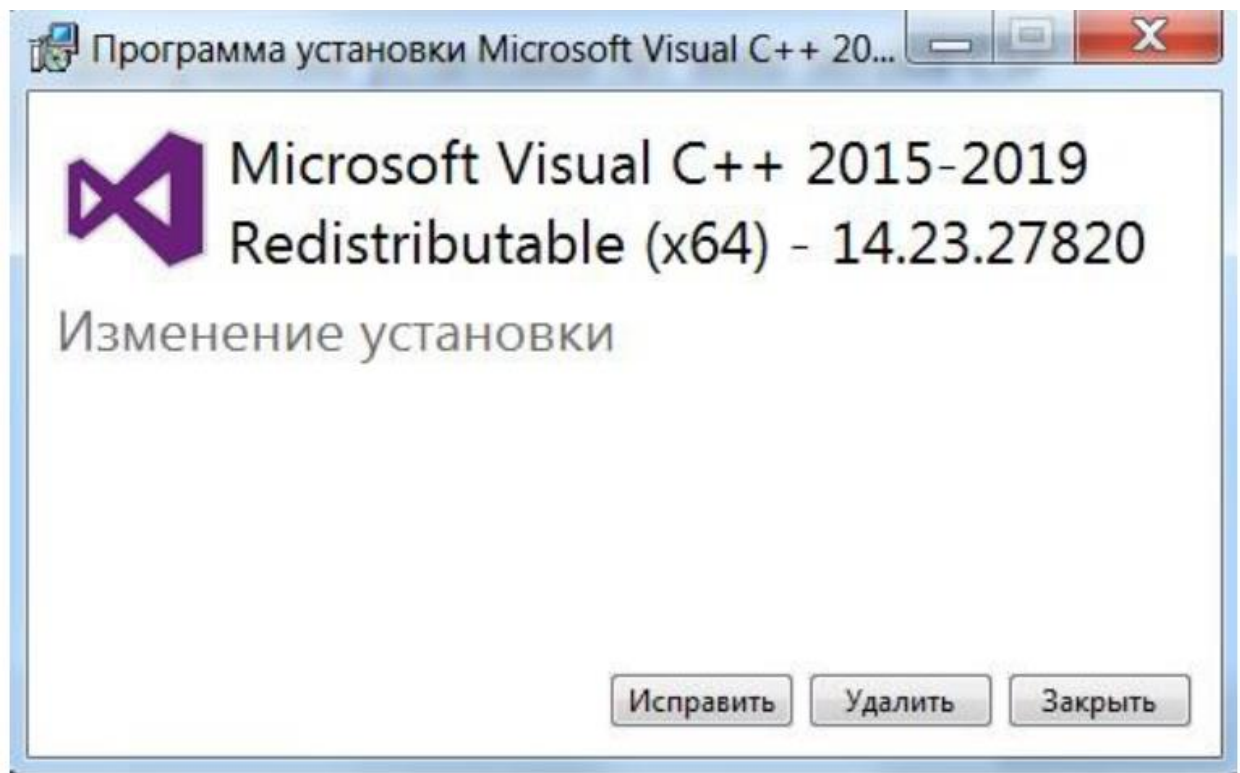 Программа установки Microsoft Visual C++ 20...
Microsoft Visual C++ 2015-2019
Redistributable (x64) - 14.23.27820
Изменение установки
Исправить Удалить Закрыть